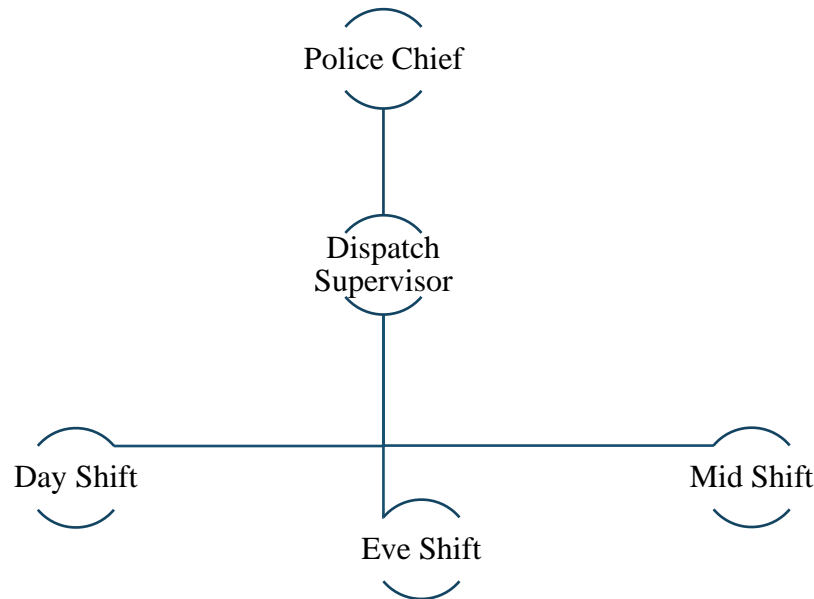 Police Chief
Dispatch
Supervisor
Day Shift
Mid Shift
Eve Shift